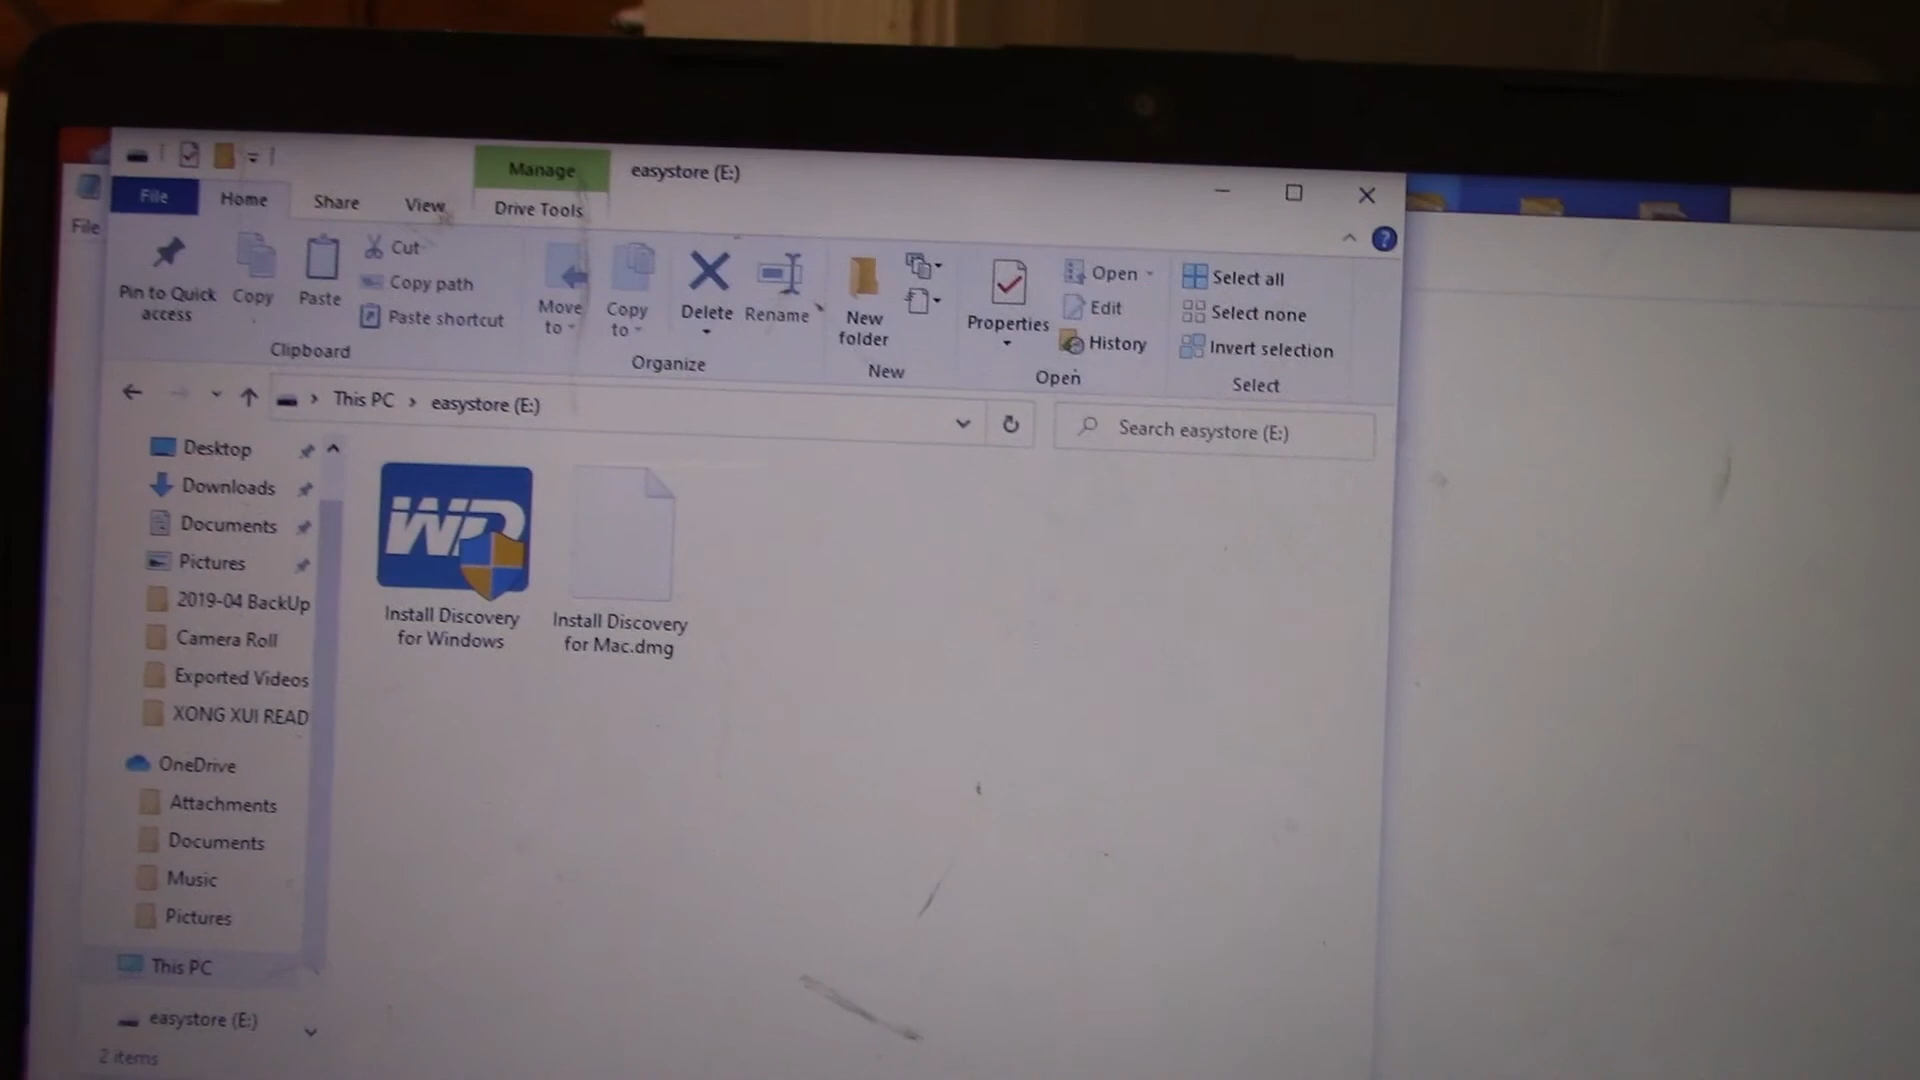 Manage
easystore (E:)
File
Home
Share
View
Drive Tools
File
Pin to Quick
access
Copy
Paste
Cut
Copy path
Paste shortcut
Clipboard
Move
to
Copy
to
Delete
Rename
Organize
New
folder
New
Properties
Open
Edit
History
Open
Select all
Select none
Invert selection
Select
This PC
easystore (E:)
Search easystore (E:)
Desktop
Downloads
Documents
Pictures
2019-04 BackUp
Camera Roll
Exported Videos
XONG XUI READ
OneDrive
Attachments
Documents
Music
Pictures
This PC
easystore (E:)
2 items
WD
Install Discovery
for Windows
Install Discovery
for Mac.dmg